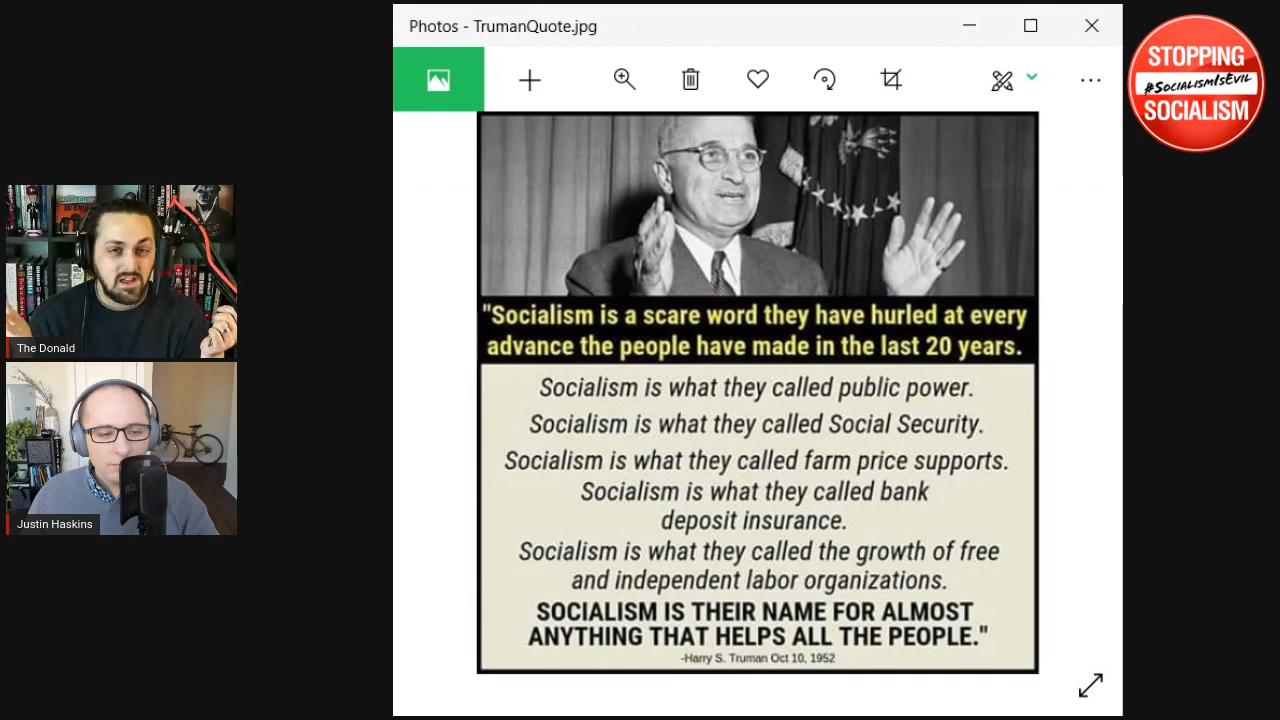 Photos - TrumanQuote.jpg
STOPPING
#SocialismIsEvil
SOCIALISM
The Donald
Justin Haskins
"Socialism is a scare word they have hurled at every
advance the people have made in the last 20 years.
Socialism is what they called public power.
Socialism is what they called Social Security.
Socialism is what they called farm price supports.
Socialism is what they called bank
deposit insurance.
Socialism is what they called the growth of free
and independent labor organizations.
SOCIALISM IS THEIR NAME FOR ALMOST
ANYTHING THAT HELPS ALL THE PEOPLE."
-Harry S. Truman Oct 10, 1952